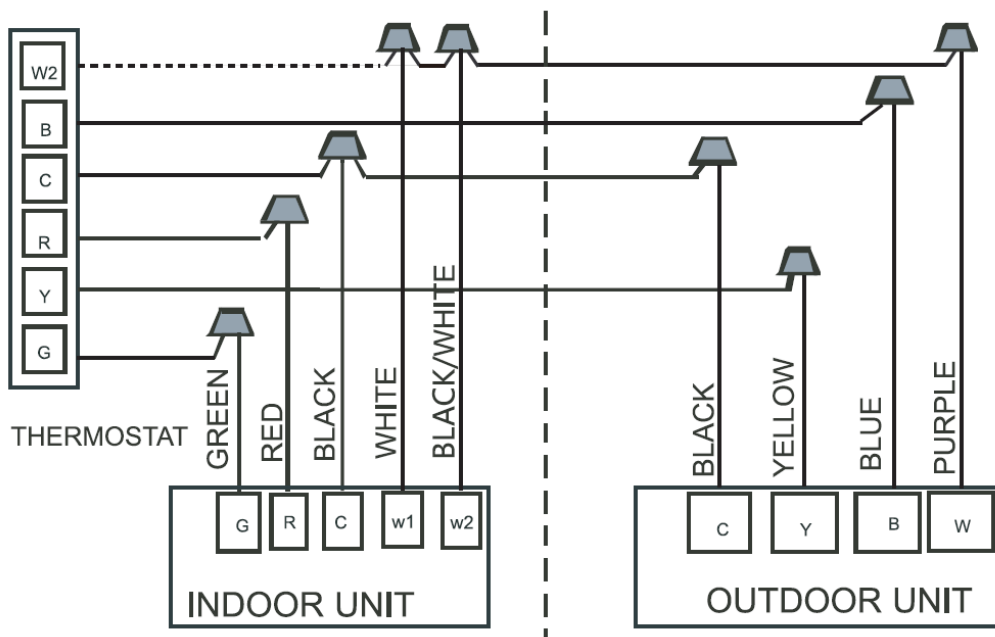 W2
B
C
R
Y
G
THERMOSTAT
GREEN
RED
BLACK
WHITE
BLACK/WHITE
BLACK
YELLOW
BLUE
PURPLE
G R C w1 w2
INDOOR UNIT
C Y B W
OUTDOOR UNIT